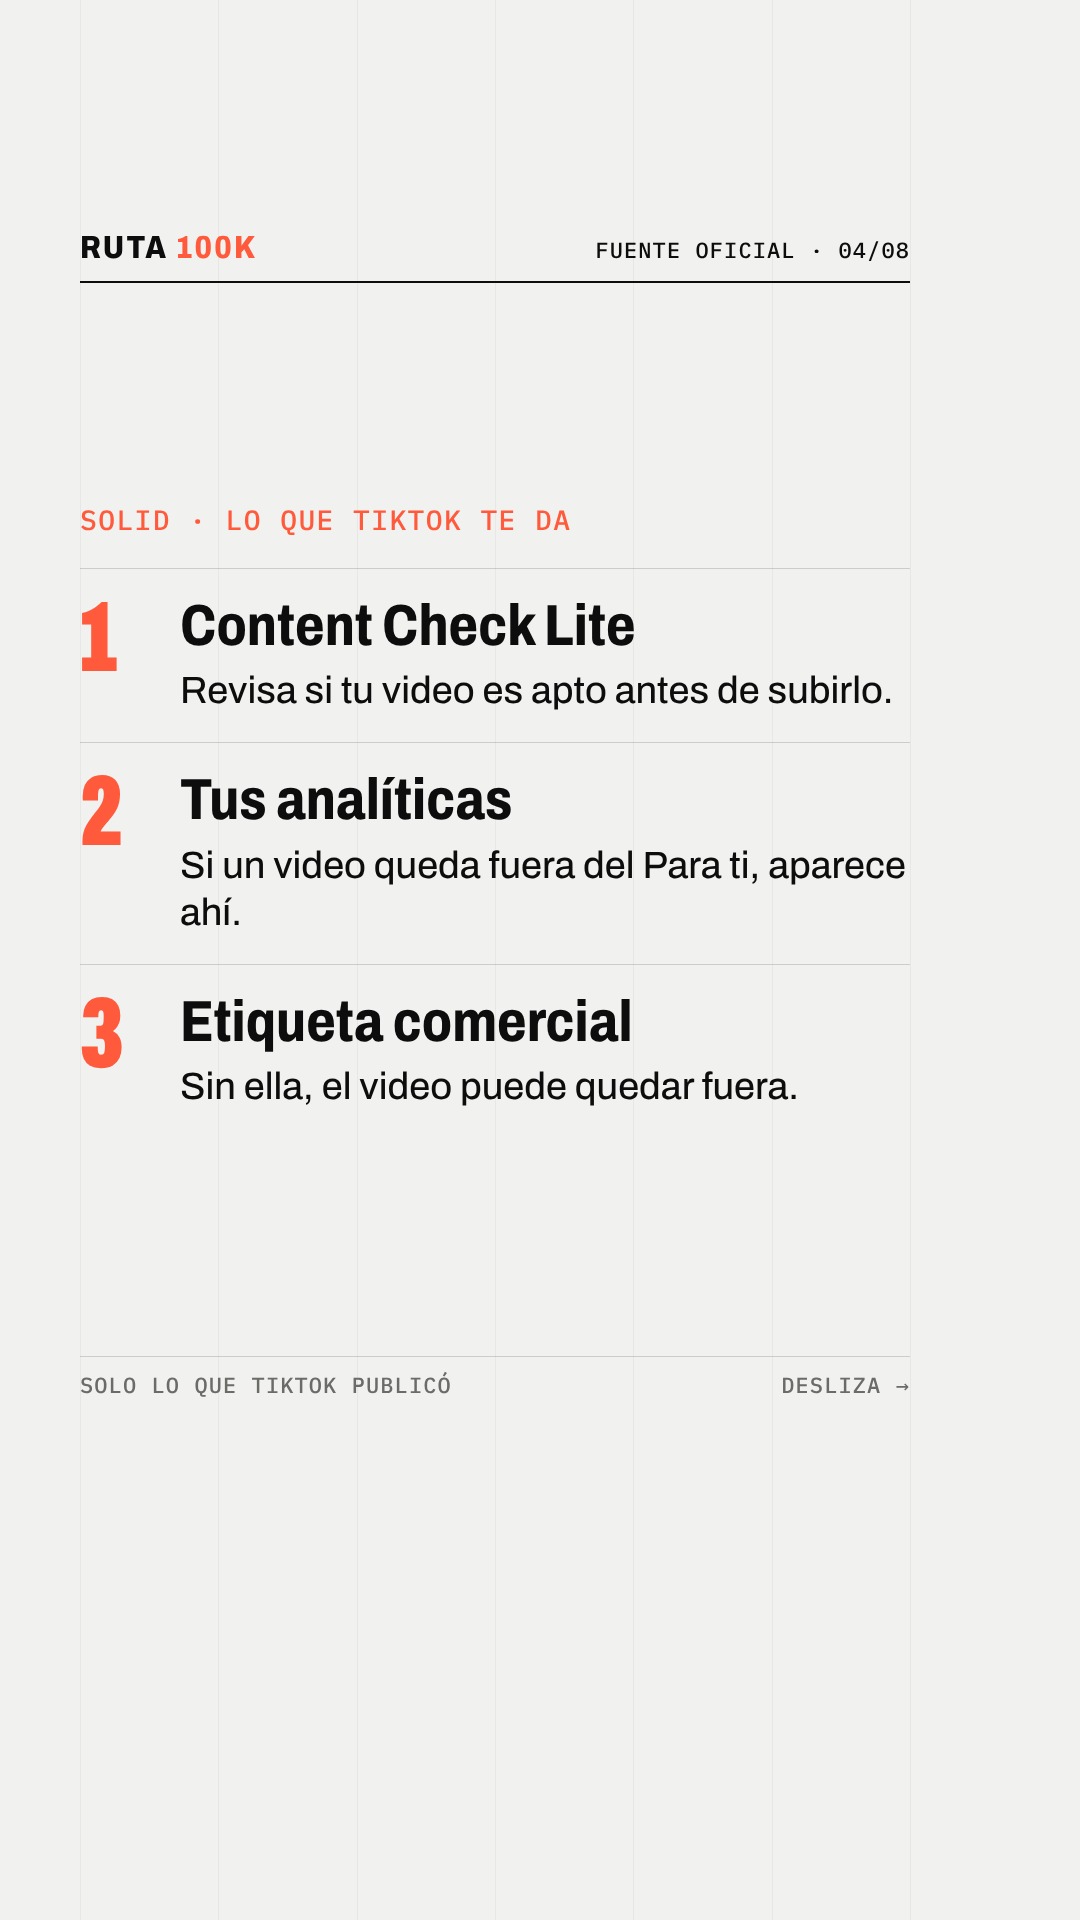 RUTA 100K
FUENTE OFICIAL · 04/08
SOLID · LO QUE TIKTOK TE DA
1
Content Check Lite
Revisa si tu video es apto antes de subirlo.
2
Tus analíticas
Si un video queda fuera del Para ti, aparece
ahí.
3
Etiqueta comercial
Sin ella, el video puede quedar fuera.
SOLO LO QUE TIKTOK PUBLICÓ
DESLIZA →